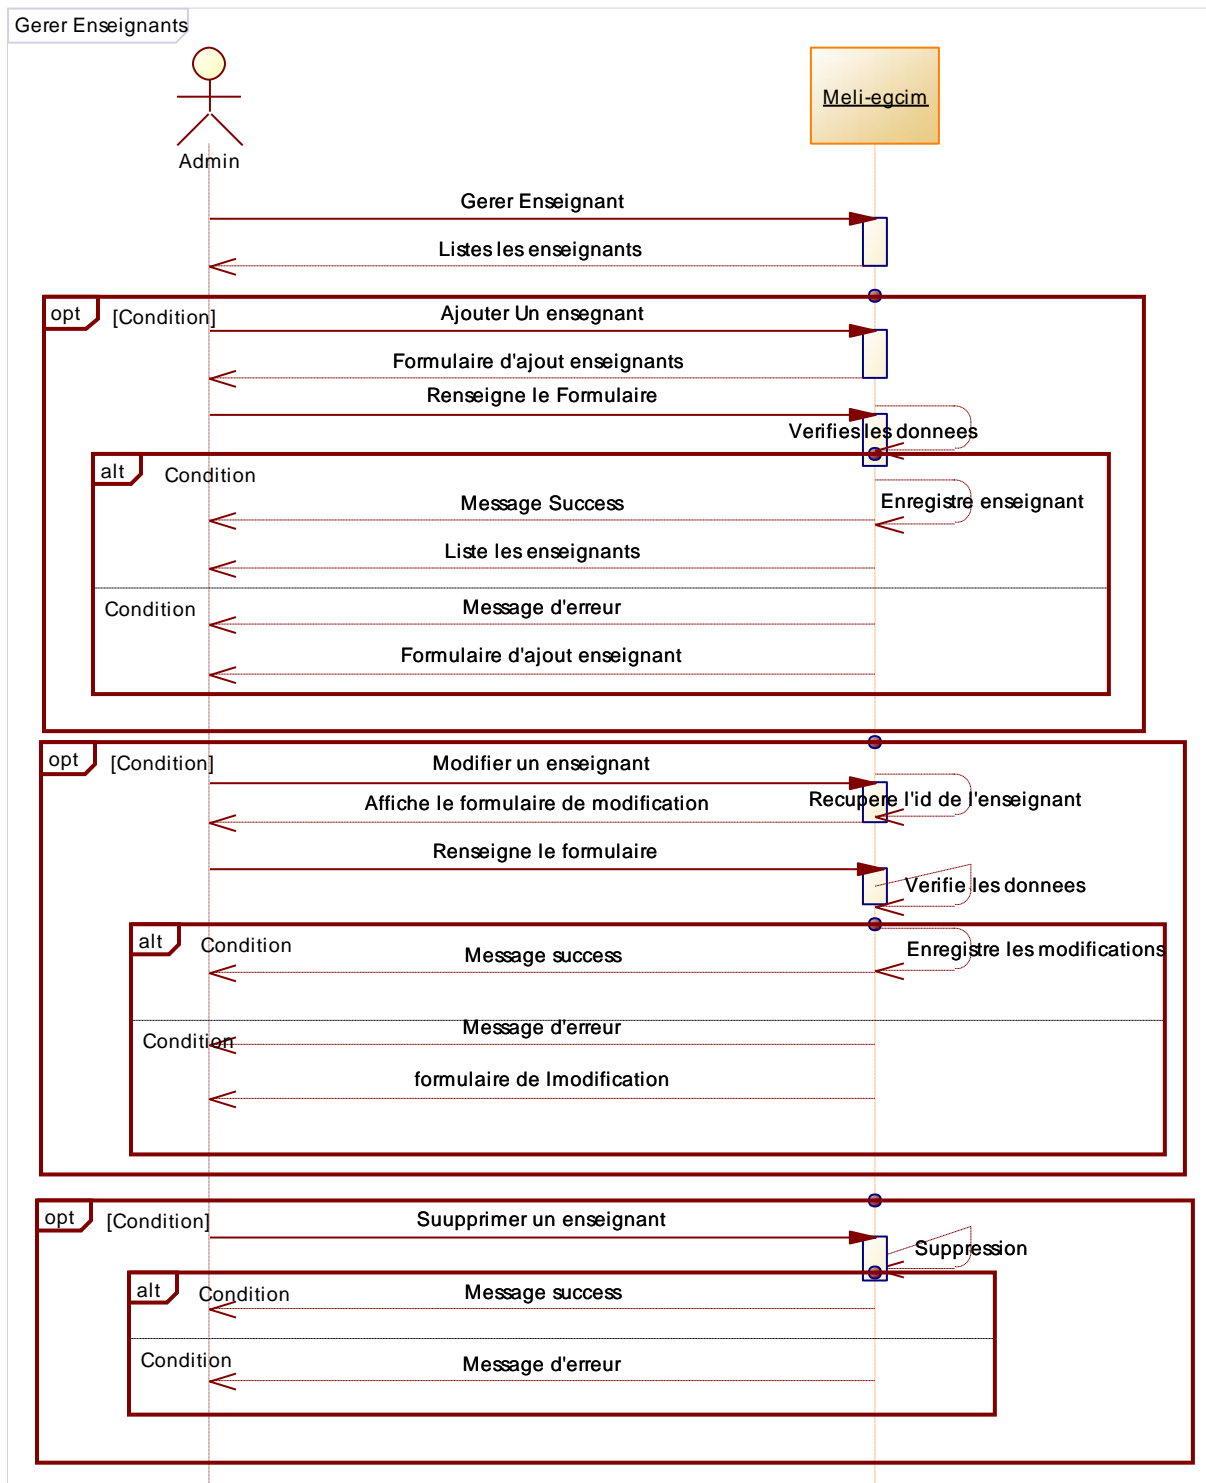 Gerer Enseignants
Admin
Meli-egcim
Gerer Enseignant
Listes les enseignants
opt
[Condition]
Ajouter Un ensegnant
Formulaire d'ajout enseignants
Renseigne le Formulaire
Verifies les donnees
alt
Condition
Message Success
Enregistre enseignant
Liste les enseignants
Condition
Message d'erreur
Formulaire d'ajout enseignant
opt
[Condition]
Modifier un enseignant
Affiche le formulaire de modification
Recupere l'id de l'enseignant
Renseigne le formulaire
Verifie les donnees
alt
Condition
Message success
Enregistre les modifications
Message d'erreur
Condition
formulaire de lmodification
opt
[Condition]
Suupprimer un enseignant
Suppression
alt
Condition
Message success
Condition
Message d'erreur